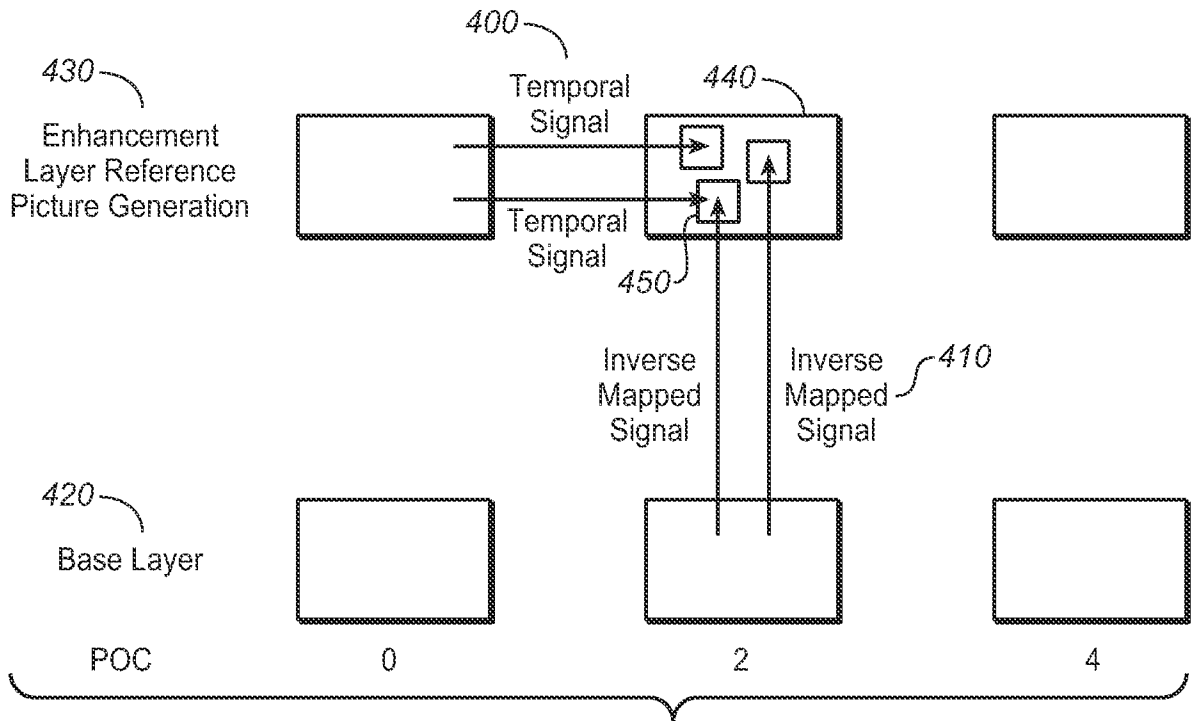 400
430
Temporal
Signal
440
Enhancement
Layer Reference
Picture Generation
Temporal
Signal
450
Inverse
Mapped
Signal
Inverse
Mapped
Signal
410
420
Base Layer
POC 0 2 4